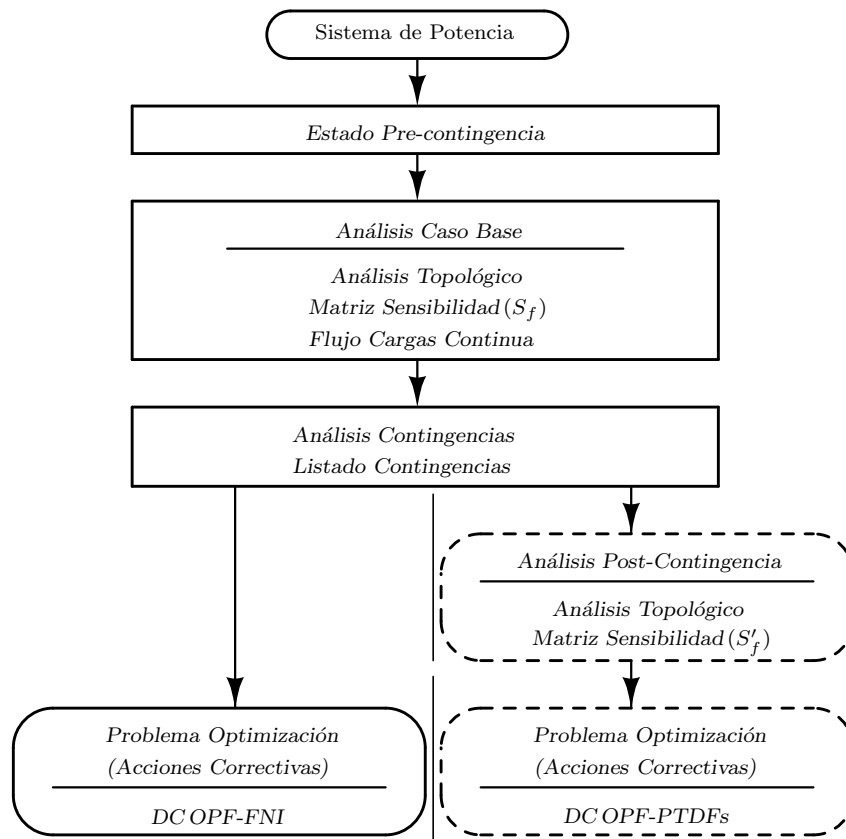 Sistema de Potencia
Estado Pre-contingencia
Análisis Caso Base
Análisis Topológico
Matriz Sensibilidad (S_f)
Flujo Cargas Continua
Análisis Contingencias
Listado Contingencias
Análisis Post-Contingencia
Análisis Topológico
Matriz Sensibilidad (S'_f)
Problema Optimización
(Acciones Correctivas)
DC OPF-FNI
Problema Optimización
(Acciones Correctivas)
DC OPF-PTDFs